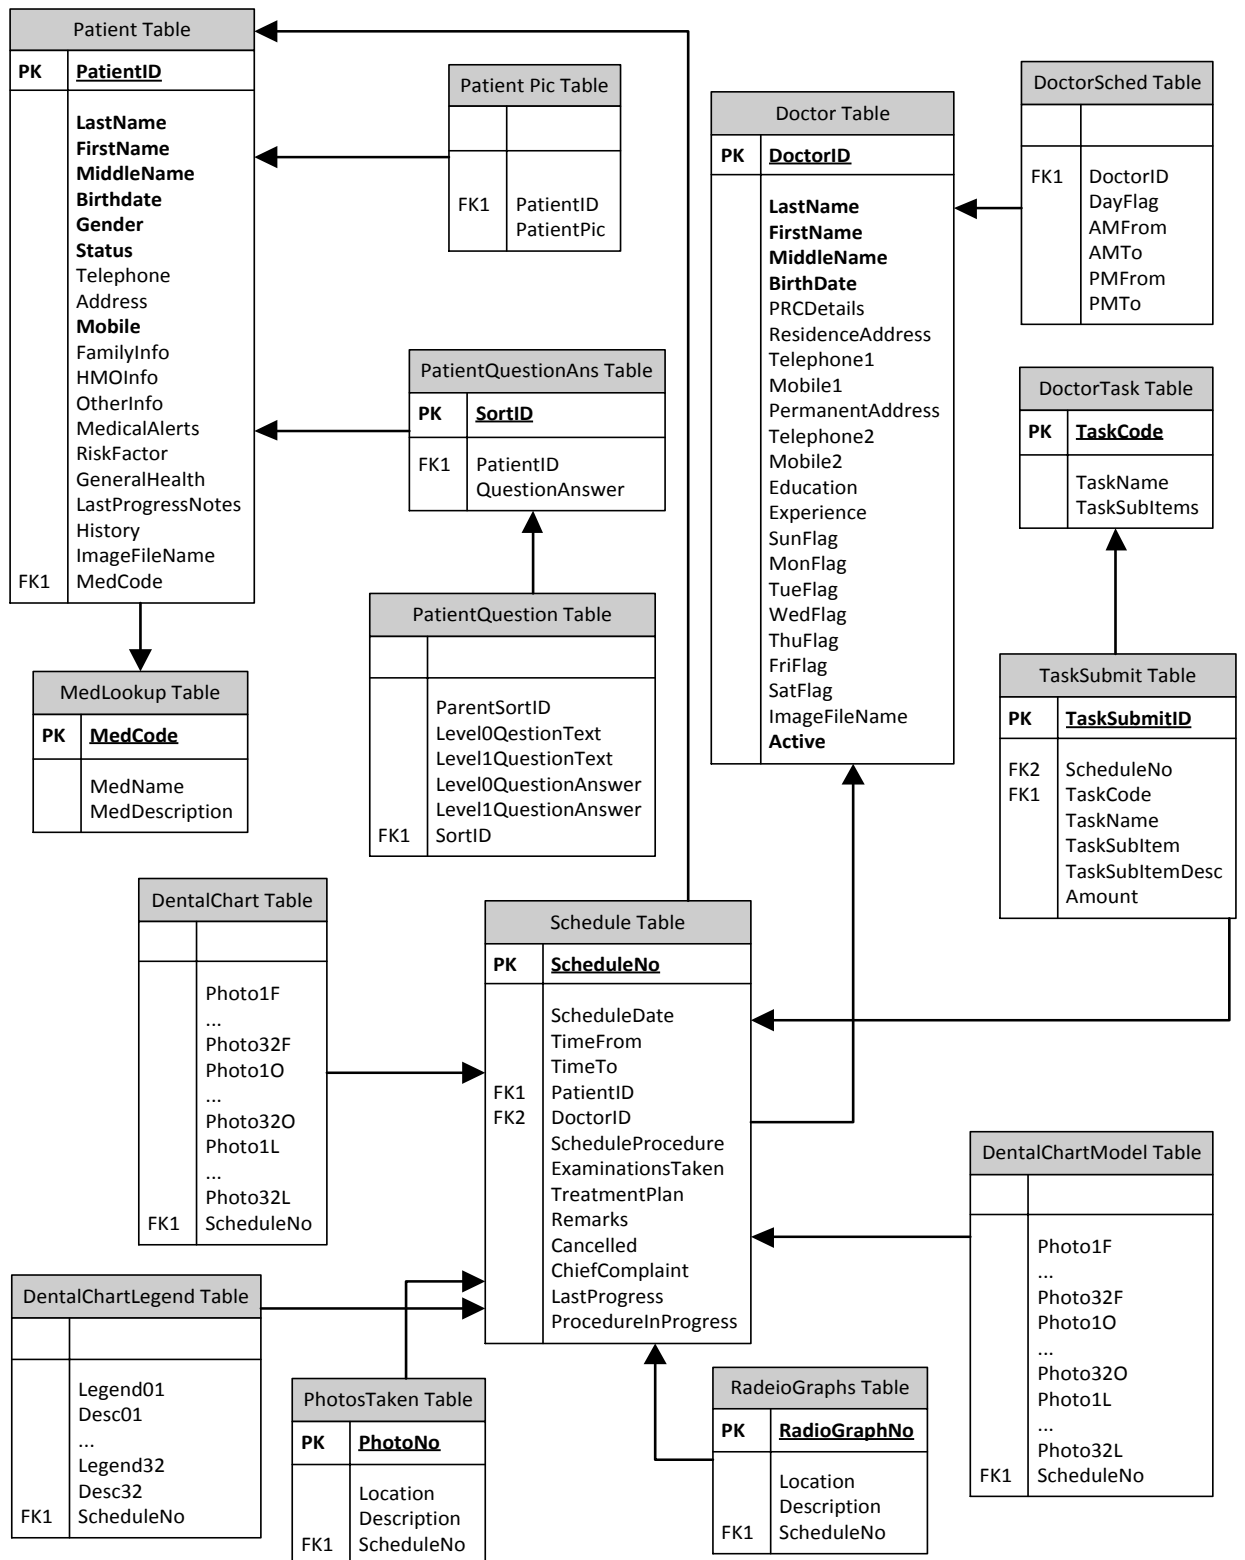 Patient Table
PK PatientID
LastName
FirstName
MiddleName
Birthdate
Gender
Status
Telephone
Address
Mobile
FamilyInfo
HMOInfo
OtherInfo
MedicalAlerts
RiskFactor
GeneralHealth
LastProgressNotes
History
ImageFileName
FK1 MedCode
Patient Pic Table
FK1 PatientID
PatientPic
Doctor Table
PK DoctorID
LastName
FirstName
MiddleName
BirthDate
PRCDetails
ResidenceAddress
Telephone1
Mobile1
PermanentAddress
Telephone2
Mobile2
Education
Experience
SunFlag
MonFlag
TueFlag
WedFlag
ThuFlag
FriFlag
SatFlag
ImageFileName
Active
DoctorSched Table
FK1 DoctorID
DayFlag
AMFrom
AMTo
PMFrom
PMTo
PatientQuestionAns Table
PK SortID
FK1 PatientID
QuestionAnswer
DoctorTask Table
PK TaskCode
TaskName
TaskSubItems
PatientQuestion Table
ParentSortID
Level0QestionText
Level1QuestionText
Level0QuestionAnswer
Level1QuestionAnswer
FK1 SortID
MedLookup Table
PK MedCode
MedName
MedDescription
TaskSubmit Table
PK TaskSubmitID
FK2 ScheduleNo
FK1 TaskCode
TaskName
TaskSubItem
TaskSubItemDesc
Amount
DentalChart Table
Photo1F
...
Photo32F
Photo1O
...
Photo32O
Photo1L
...
Photo32L
FK1 ScheduleNo
Schedule Table
PK ScheduleNo
ScheduleDate
TimeFrom
TimeTo
FK1 PatientID
FK2 DoctorID
ScheduleProcedure
ExaminationsTaken
TreatmentPlan
Remarks
Cancelled
ChiefComplaint
LastProgress
ProcedureInProgress
DentalChartModel Table
Photo1F
...
Photo32F
Photo1O
...
Photo32O
Photo1L
...
Photo32L
FK1 ScheduleNo
DentalChartLegend Table
Legend01
Desc01
...
Legend32
Desc32
FK1 ScheduleNo
PhotosTaken Table
PK PhotoNo
Location
Description
FK1 ScheduleNo
RadeioGraphs Table
PK RadioGraphNo
Location
Description
FK1 ScheduleNo